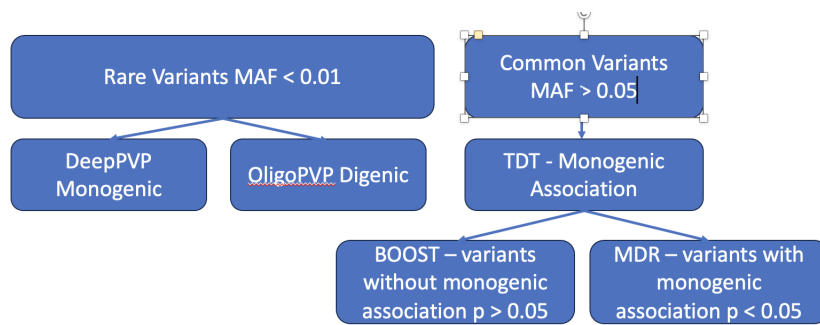 Rare Variants MAF < 0.01
Common Variants
MAF > 0.05
DeepPVP
Monogenic
OligoPVP Digenic
TDT - Monogenic
Association
BOOST – variants
without monogenic
association p > 0.05
MDR – variants with
monogenic
association p < 0.05